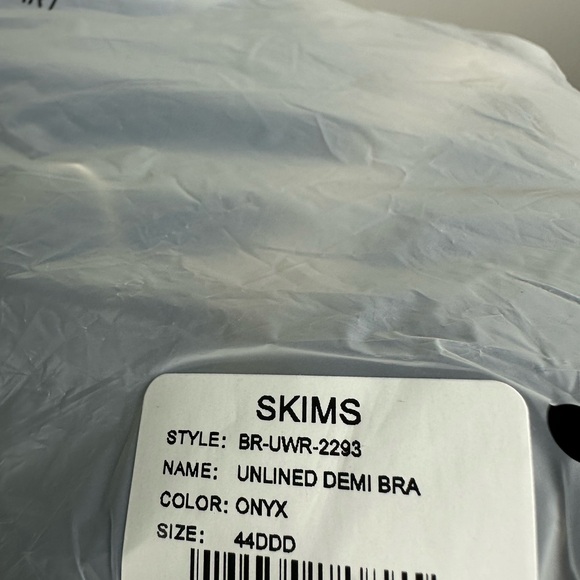 SKIMS
STYLE: BR-UWR-2293
NAME: UNLINED DEMI BRA
COLOR: ONYX
SIZE: 44DDD